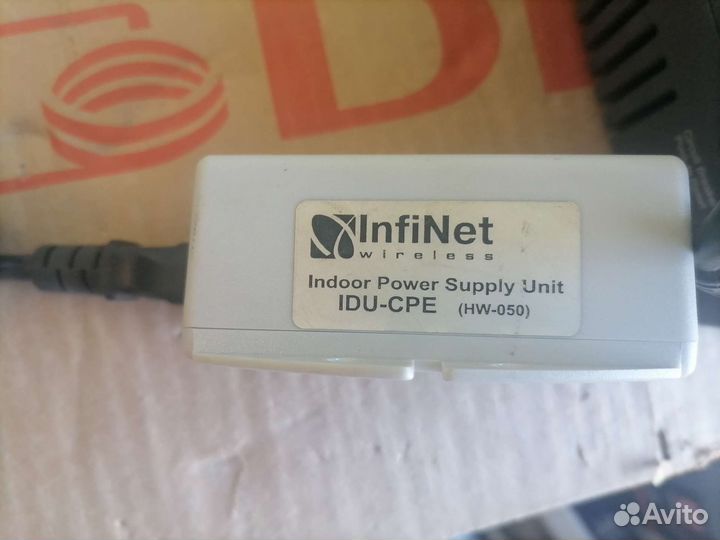 InfiNet
wireless
Indoor Power Supply Unit
IDU-CPE (HW-050)
Avito